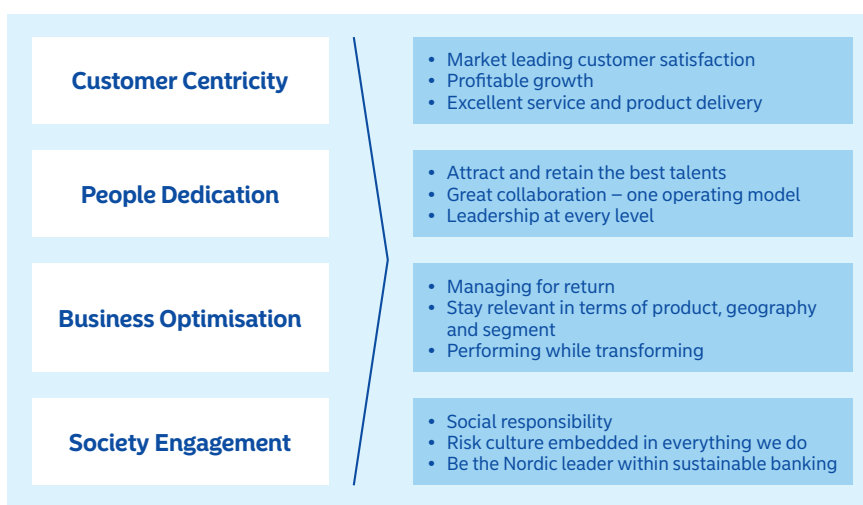 Customer Centricity
• Market leading customer satisfaction
• Profitable growth
• Excellent service and product delivery
People Dedication
• Attract and retain the best talents
• Great collaboration – one operating model
• Leadership at every level
Business Optimisation
• Managing for return
• Stay relevant in terms of product, geography
and segment
• Performing while transforming
Society Engagement
• Social responsibility
• Risk culture embedded in everything we do
• Be the Nordic leader within sustainable banking